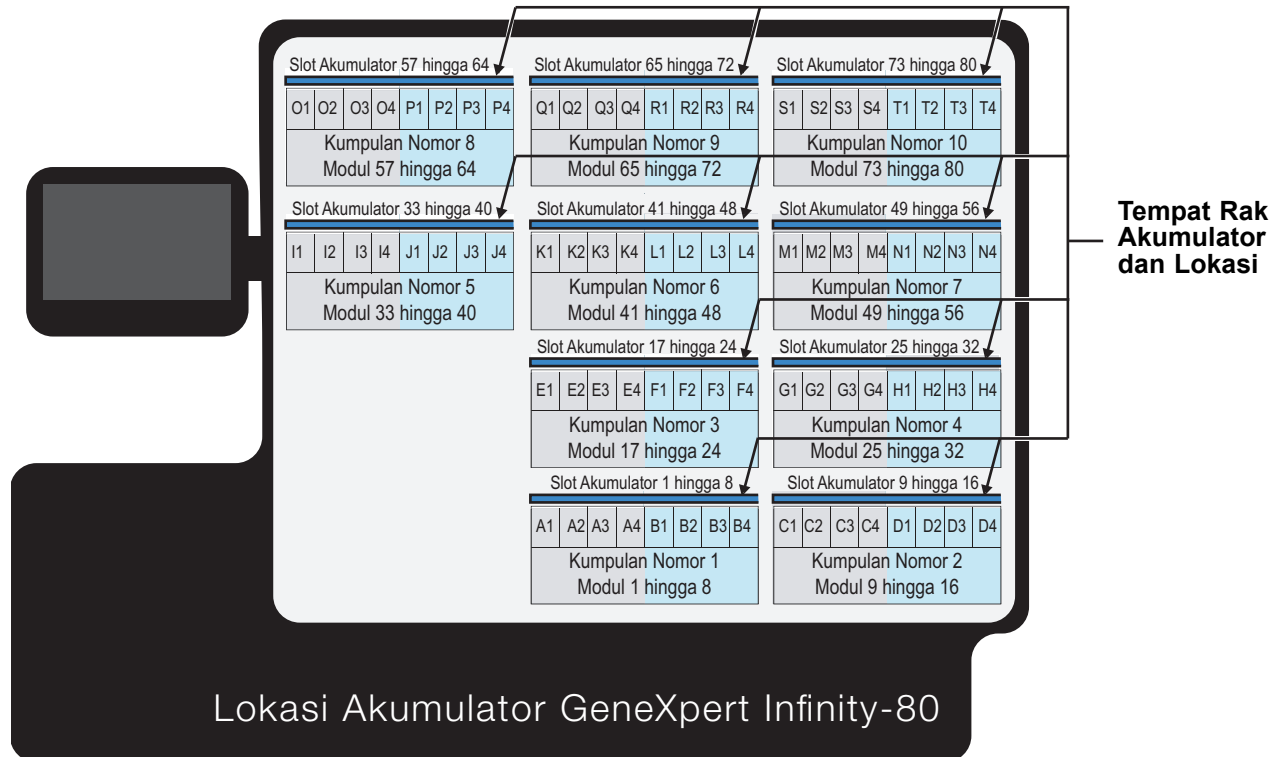 Slot Akumulator 57 hingga 64
Slot Akumulator 65 hingga 72
Slot Akumulator 73 hingga 80
O1 O2 O3 O4 P1 P2 P3 P4
Q1 Q2 Q3 Q4 R1 R2 R3 R4
S1 S2 S3 S4 T1 T2 T3 T4
Kumpulan Nomor 8
Modul 57 hingga 64
Kumpulan Nomor 9
Modul 65 hingga 72
Kumpulan Nomor 10
Modul 73 hingga 80
Slot Akumulator 33 hingga 40
Slot Akumulator 41 hingga 48
Slot Akumulator 49 hingga 56
I1 I2 I3 I4 J1 J2 J3 J4
K1 K2 K3 K4 L1 L2 L3 L4
M1 M2 M3 M4 N1 N2 N3 N4
Kumpulan Nomor 5
Modul 33 hingga 40
Kumpulan Nomor 6
Modul 41 hingga 48
Kumpulan Nomor 7
Modul 49 hingga 56
Tempat Rak
Akumulator
dan Lokasi
Slot Akumulator 17 hingga 24
Slot Akumulator 25 hingga 32
E1 E2 E3 E4 F1 F2 F3 F4
G1 G2 G3 G4 H1 H2 H3 H4
Kumpulan Nomor 3
Modul 17 hingga 24
Kumpulan Nomor 4
Modul 25 hingga 32
Slot Akumulator 1 hingga 8
Slot Akumulator 9 hingga 16
A1 A2 A3 A4 B1 B2 B3 B4
C1 C2 C3 C4 D1 D2 D3 D4
Kumpulan Nomor 1
Modul 1 hingga 8
Kumpulan Nomor 2
Modul 9 hingga 16
Lokasi Akumulator GeneXpert Infinity-80